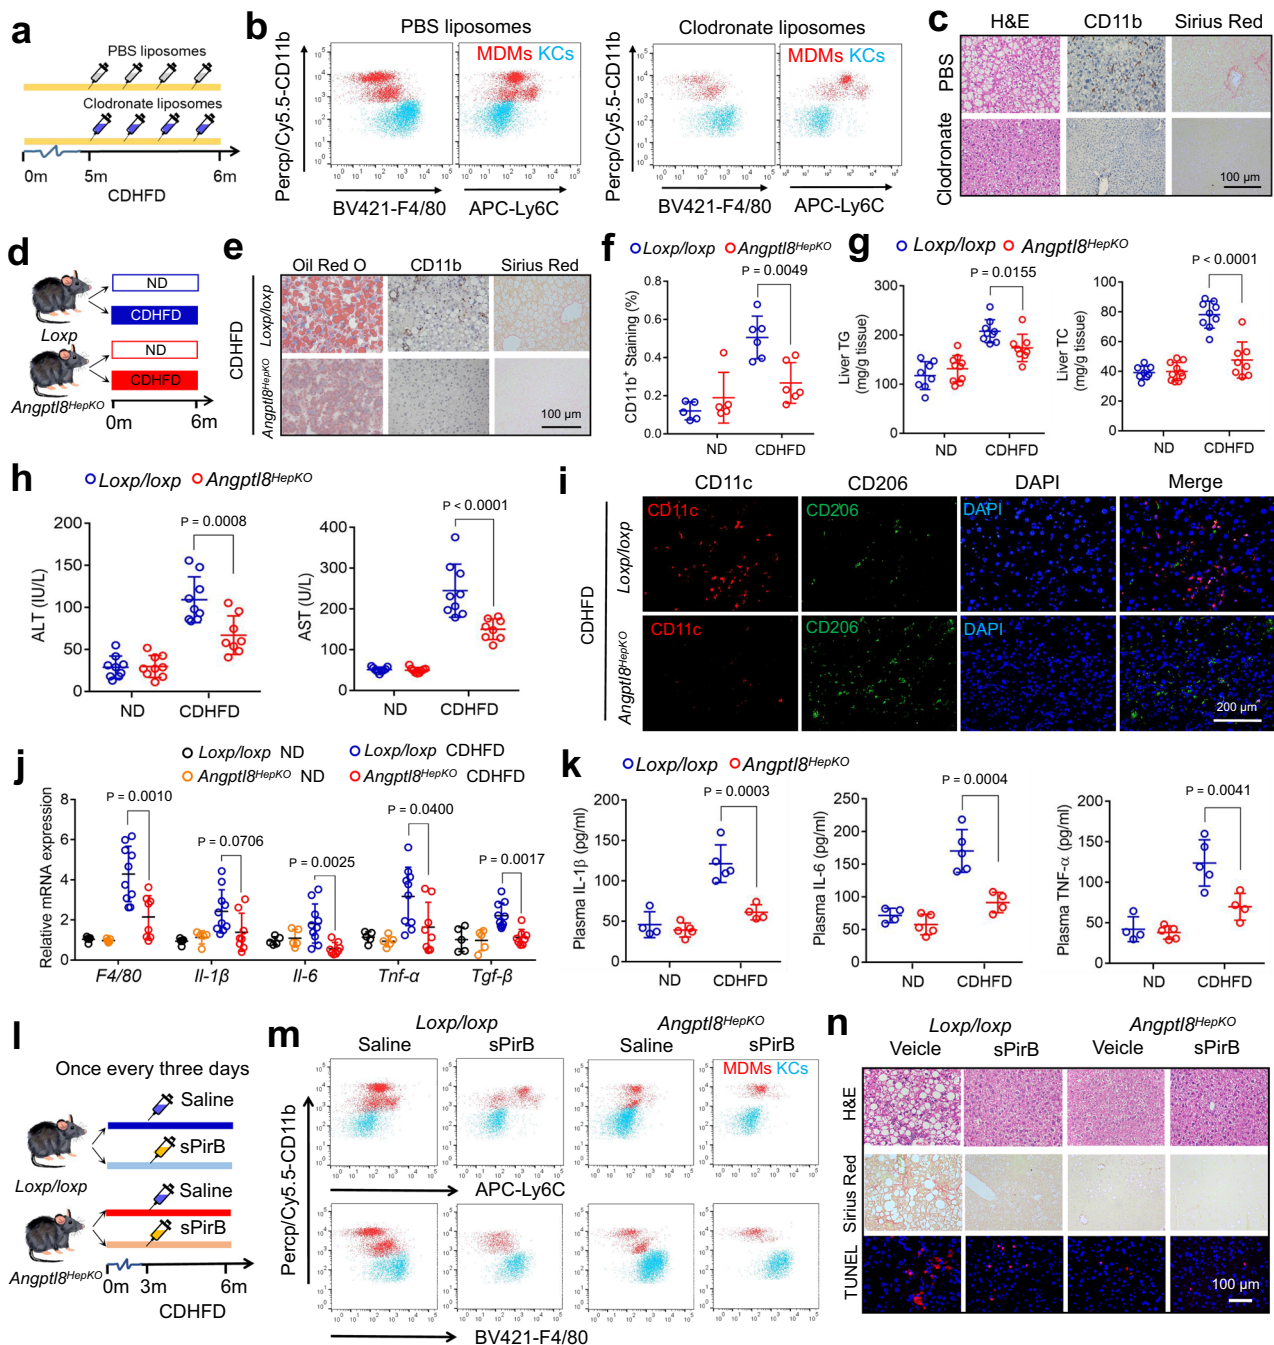 a
PBS liposomes
Clodronate liposomes
0m
5m
6m
CDHFD
b
PBS liposomes
Clodronate liposomes
Percp/Cy5.5-CD11b
MDMs KCs
BV421-F4/80
APC-Ly6C
Percp/Cy5.5-CD11b
MDMs KCs
BV421-F4/80
APC-Ly6C
c
H&E
CD11b
Sirius Red
PBS
Clodronate
100 µm
d
ND
CDHFD
Loxp
ND
CDHFD
Angptl8HepKO
0m
6m
e
Oil Red O
CD11b
Sirius Red
CDHFD
Loxp/loxp
Angptl8HepKO
100 µm
f
Loxp/loxp
Angptl8HepKO
P = 0.0049
CD11b+ Staining (%)
0.8
0.6
0.4
0.2
0.0
ND
CDHFD
g
Loxp/loxp
Angptl8HepKO
P = 0.0155
Liver TG
(mg/g tissue)
300
200
100
0
ND
CDHFD
P < 0.0001
Liver TC
(mg/g tissue)
100
80
60
40
20
0
ND
CDHFD
h
Loxp/loxp
Angptl8HepKO
P = 0.0008
ALT (IU/L)
200
150
100
50
0
ND
CDHFD
P < 0.0001
AST (U/L)
400
300
200
100
0
ND
CDHFD
i
CD11c
CD206
DAPI
Merge
CDHFD
Loxp/loxp
CD11c
CD206
DAPI
Angptl8HepKO
CD11c
CD206
DAPI
200 µm
j
Loxp/loxp ND
Loxp/loxp CDHFD
Angptl8HepKO ND
Angptl8HepKO CDHFD
Relative mRNA expression
8
6
4
2
0
P = 0.0010
P = 0.0706
P = 0.0025
P = 0.0400
P = 0.0017
F4/80
Il-1β
Il-6
Tnf-α
Tgf-β
k
Loxp/loxp
Angptl8HepKO
P = 0.0003
Plasma IL-1β (pg/ml)
200
150
100
50
0
ND
CDHFD
P = 0.0004
Plasma IL-6 (pg/ml)
250
200
150
100
50
0
ND
CDHFD
P = 0.0041
Plasma TNF-α (pg/ml)
200
150
100
50
0
ND
CDHFD
l
Once every three days
Saline
sPirB
Loxp/loxp
Saline
sPirB
Angptl8HepKO
0m
3m
6m
CDHFD
m
Loxp/loxp
Angptl8HepKO
Saline
sPirB
Saline
sPirB
MDMs KCs
Percp/Cy5.5-CD11b
APC-Ly6C
BV421-F4/80
n
Loxp/loxp
Angptl8HepKO
Veicle
sPirB
Veicle
sPirB
H&E
Sirius Red
TUNEL
100 µm